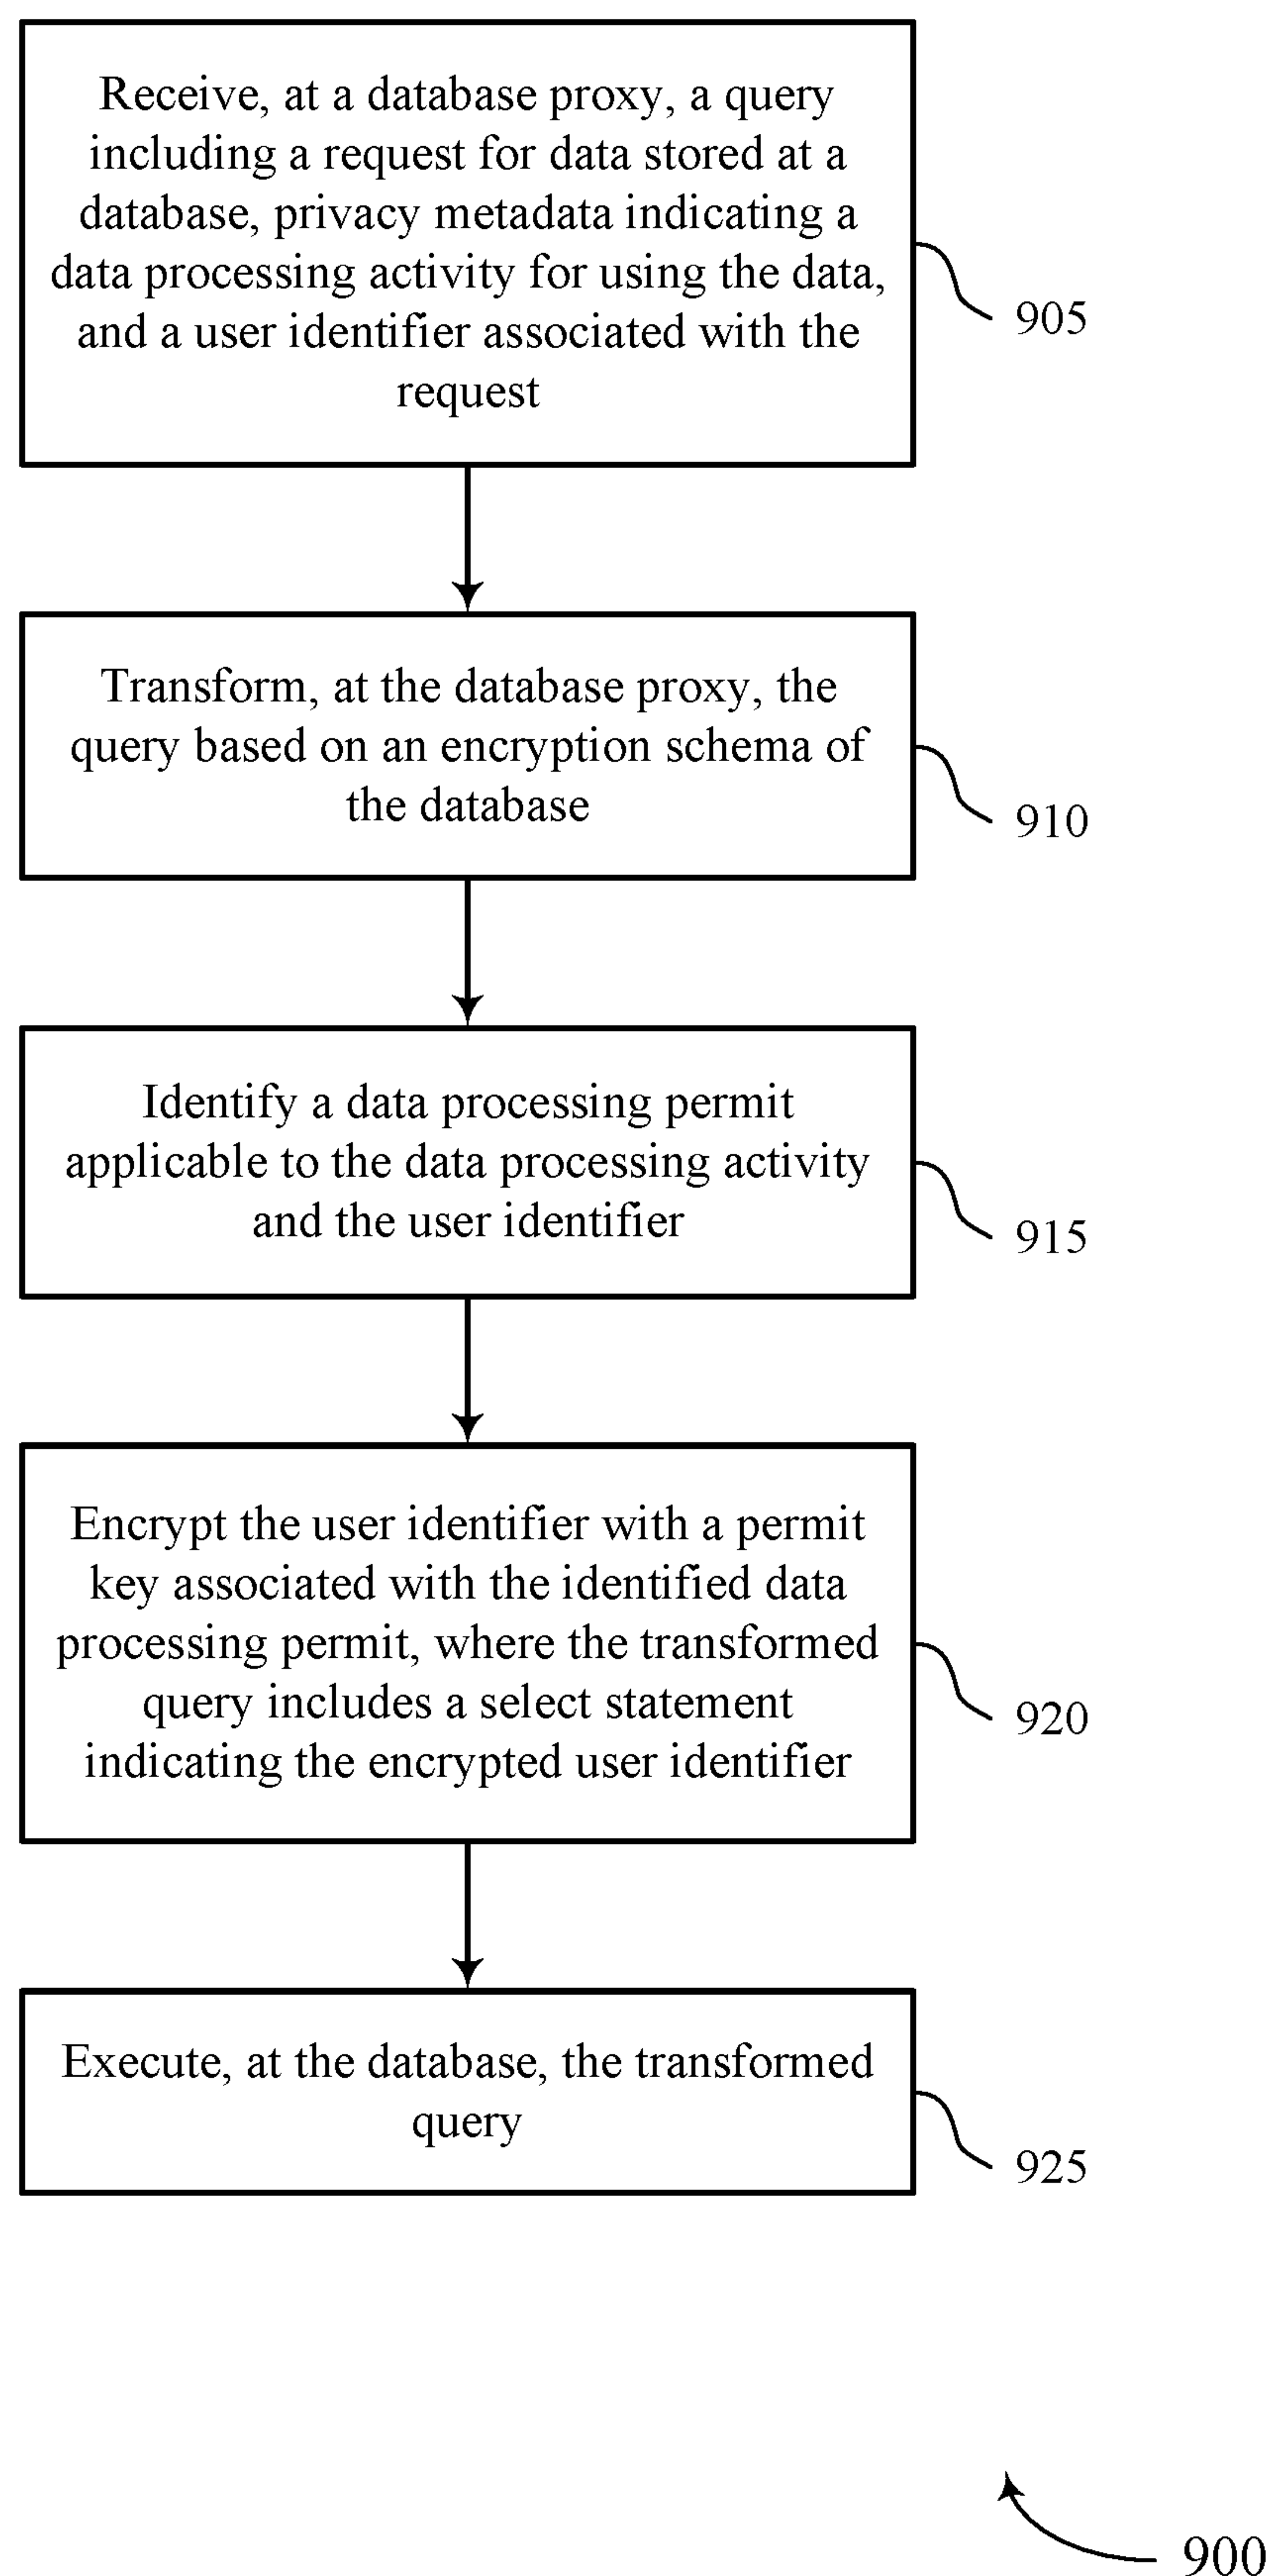 Receive, at a database proxy, a query
including a request for data stored at a
database, privacy metadata indicating a
data processing activity for using the data,
and a user identifier associated with the
request
905
Transform, at the database proxy, the
query based on an encryption schema of
the database
910
Identify a data processing permit
applicable to the data processing activity
and the user identifier
915
Encrypt the user identifier with a permit
key associated with the identified data
processing permit, where the transformed
query includes a select statement
indicating the encrypted user identifier
920
Execute, at the database, the transformed
query
925
900